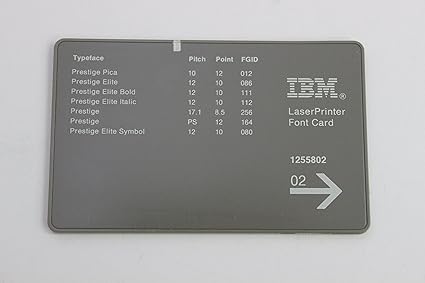 Typeface Pitch Point FGID
Prestige Pica 10 12 012
Prestige Elite 12 10 086
Prestige Elite Bold 12 10 111
Prestige Elite Italic 12 10 112
Prestige 17.1 8.5 256
Prestige PS 12 164
Prestige Elite Symbol 12 10 080
IBM®
LaserPrinter
Font Card
1255802
02